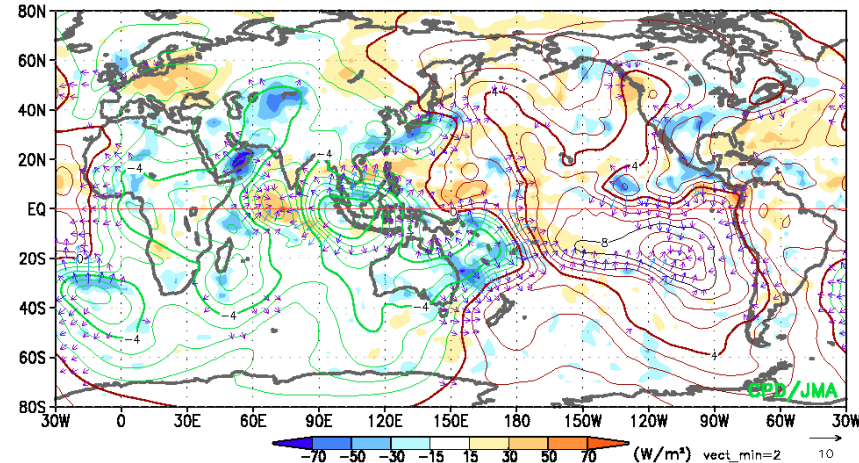 80N
60N
40N
20N
EQ
20S
40S
60S
80S
-4
-4
-4
4
8
0
0
-4
-4
4
CPD/JMA
30W 0 30E 60E 90E 120E 150E 180 150W 120W 90W 60W 30W
-70 -50 -30 -15 15 30 50 70 (W/m²) vect_min=2 10